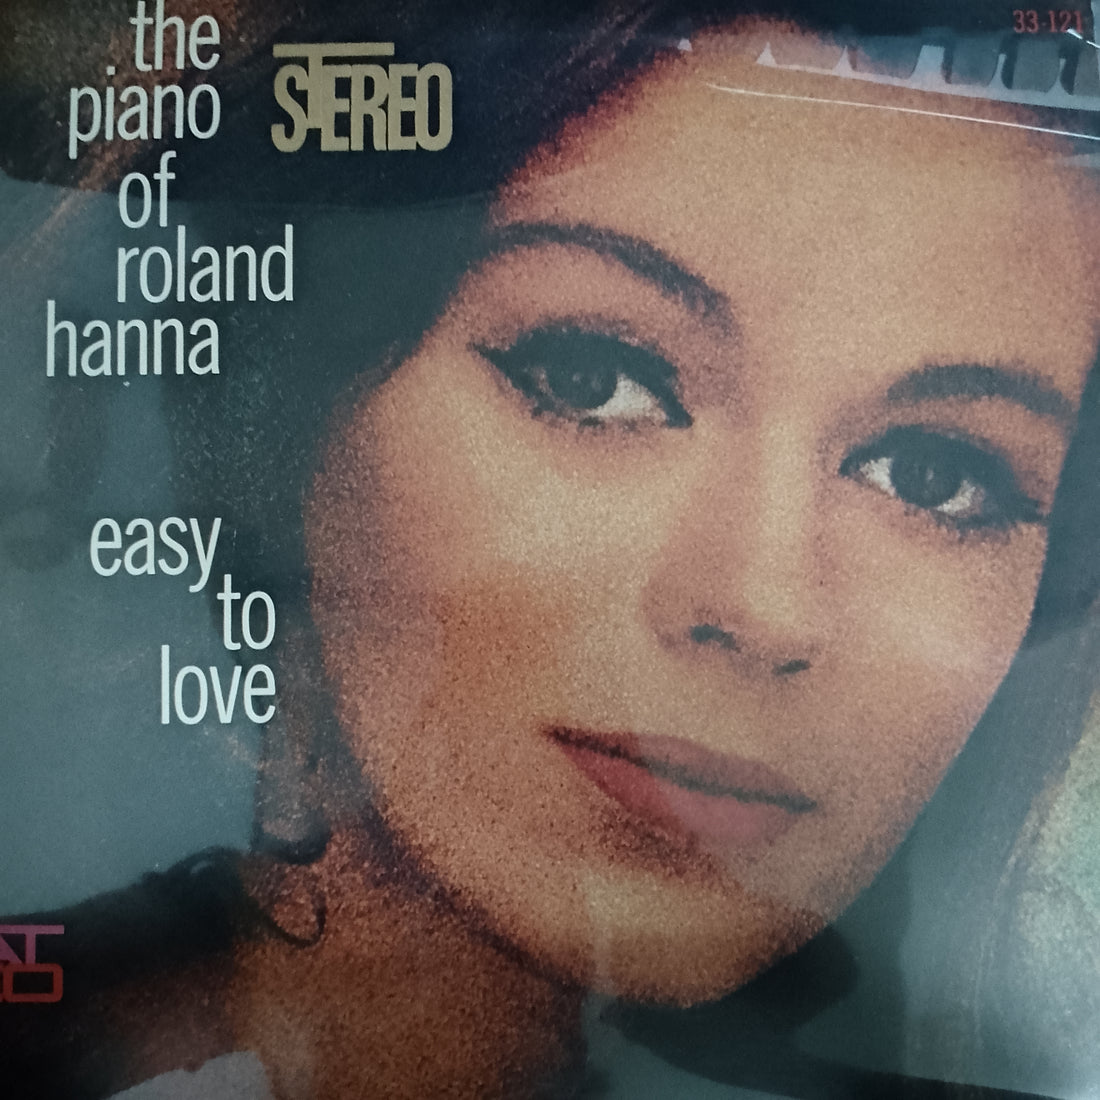 the
piano
of
roland
hanna
STEREO
33-121
easy
to
love